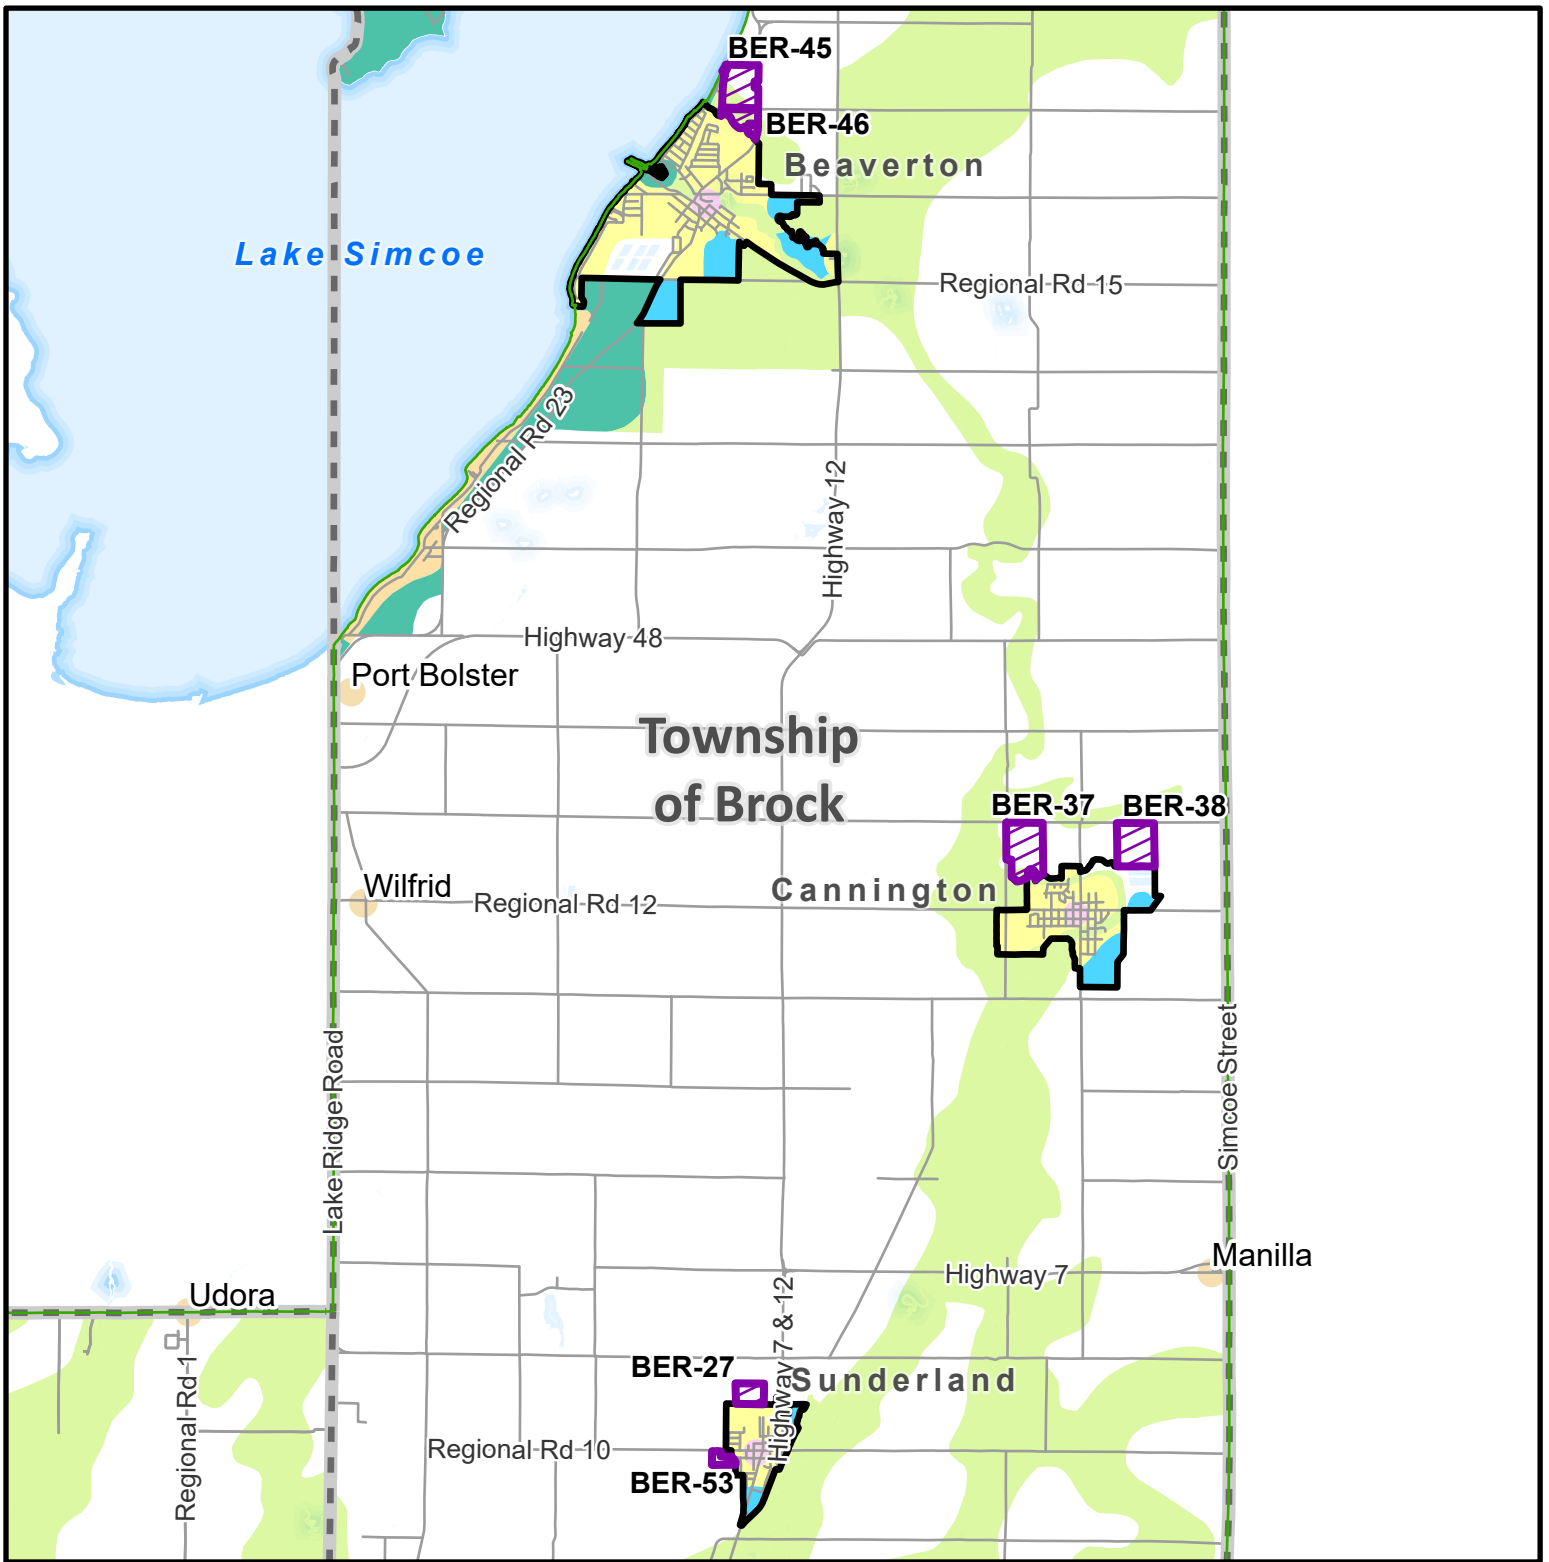 BER-45
BER-46
Beaverton
Lake Simcoe
Regional Rd 15
Regional Rd 23
Highway 12
Highway 48
Port Bolster
Township
of Brock
BER-37
BER-38
Wilfrid
Cannington
Regional Rd 12
Lake Ridge Road
Simcoe Street
Manilla
Highway 7
Udora
Highway 7 & 12
BER-27
Sunderland
Regional Rd 1
Regional Rd 10
BER-53